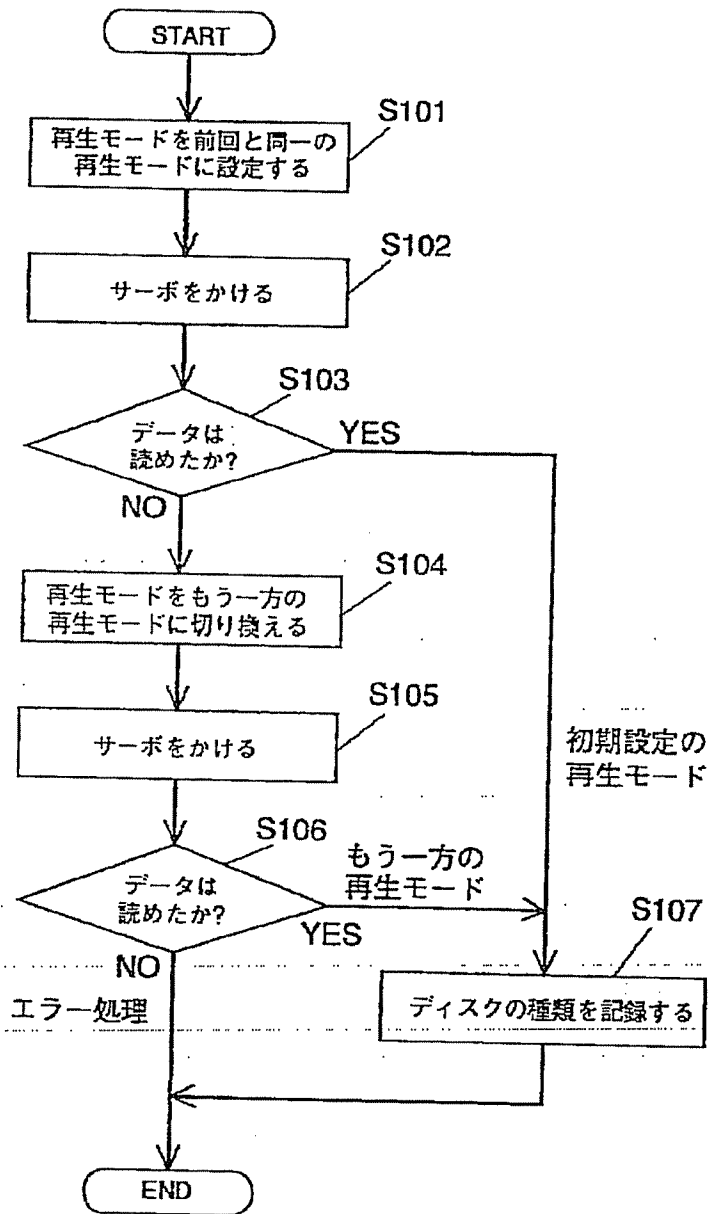 START
S101
再生モードを前回と同一の
再生モードに設定する
S102
サーボをかける
S103
データは
読めたか?
YES
NO
S104
再生モードをもう一方の
再生モードに切り換える
S105
サーボをかける
初期設定の
再生モード
S106
データは
読めたか?
もう一方の
再生モード
YES
NO
S107
エラー処理
ディスクの種類を記録する
END